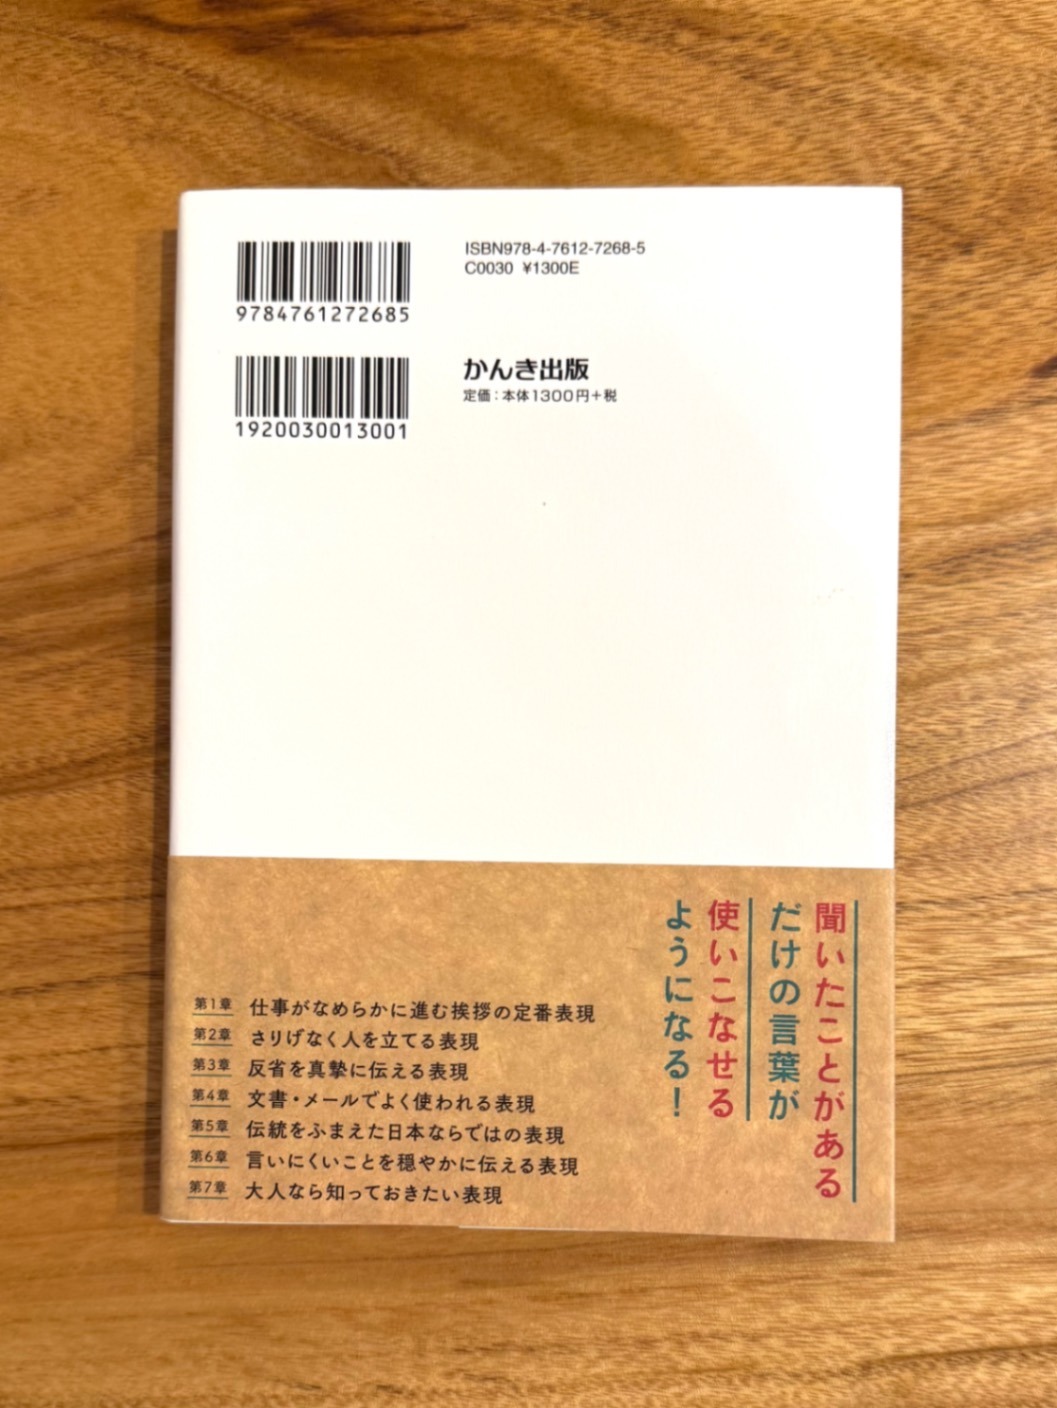 9784761272685
ISBN978-4-7612-7268-5
C0030 ¥1300E
1920030013001
かんき出版
定価：本体1300円＋税
聞いたことがある
だけの言葉が
使いこなせる
ようになる！
第1章 仕事がなめらかに進む挨拶の定番表現
第2章 さりげなく人を立てる表現
第3章 反省を真摯に伝える表現
第4章 文書・メールでよく使われる表現
第5章 伝統をふまえた日本ならではの表現
第6章 言いにくいことを穏やかに伝える表現
第7章 大人なら知っておきたい表現